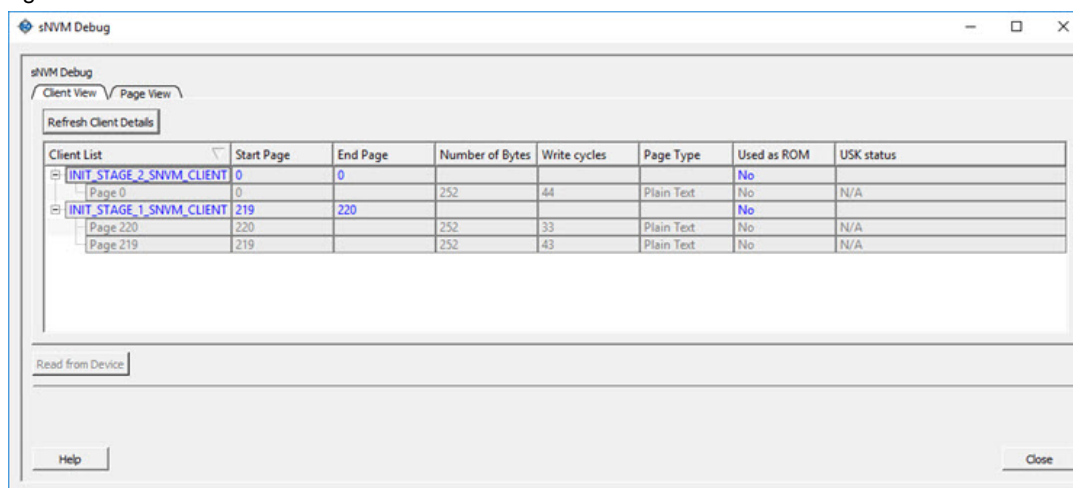 sNVM Debug
sNVM Debug
Client View Page View
Refresh Client Details
Client List Start Page End Page Number of Bytes Write cycles Page Type Used as ROM USK status
INIT_STAGE_2_SNVM_CLIENT 0 0 No
Page 0 0 252 44 Plain Text No N/A
INIT_STAGE_1_SNVM_CLIENT 219 220 No
Page 220 220 252 33 Plain Text No N/A
Page 219 219 252 43 Plain Text No N/A
Read from Device
Help Close